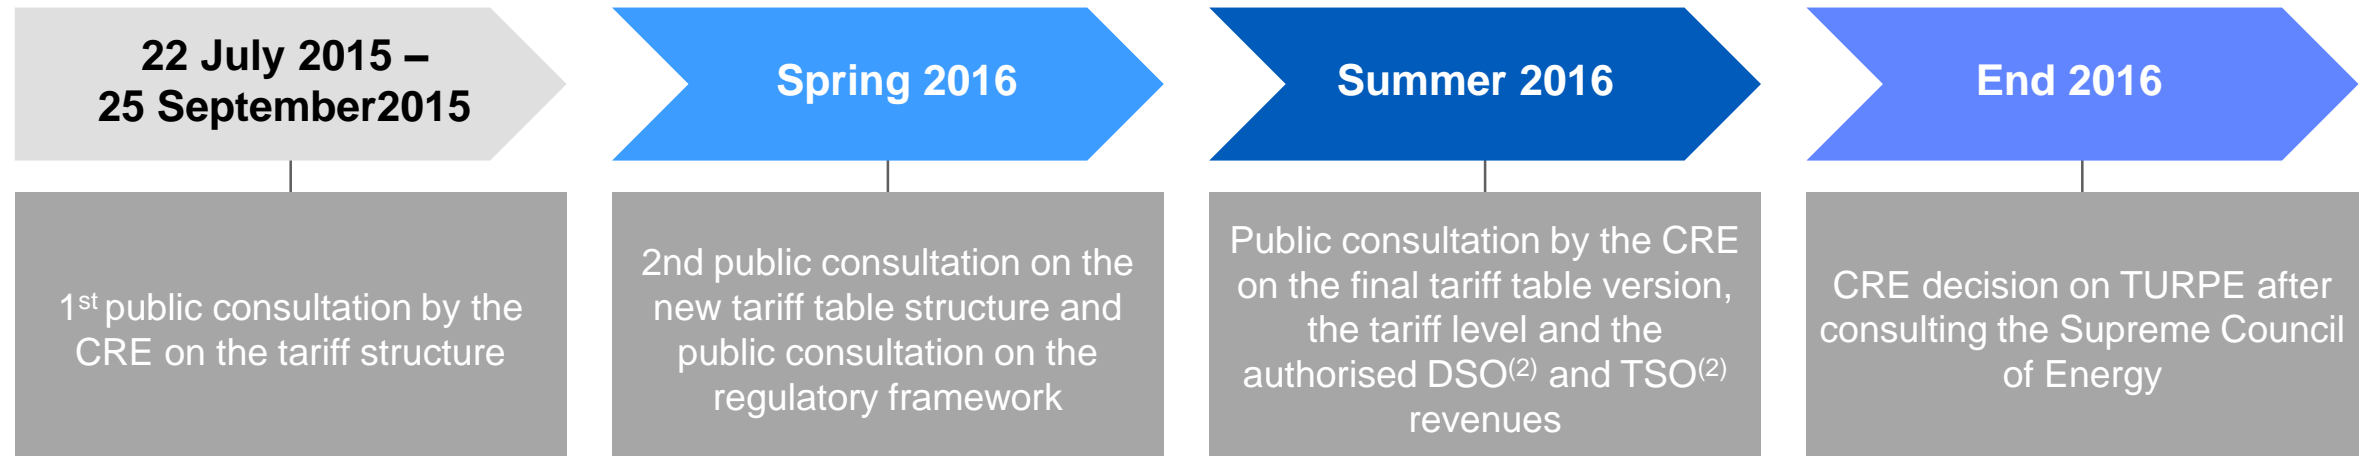 22 July 2015 –
25 September2015
1st public consultation by the
CRE on the tariff structure
Spring 2016
2nd public consultation on the
new tariff table structure and
public consultation on the
regulatory framework
Summer 2016
Public consultation by the CRE
on the final tariff table version,
the tariff level and the
authorised DSO(2) and TSO(2)
revenues
End 2016
CRE decision on TURPE after
consulting the Supreme Council
of Energy